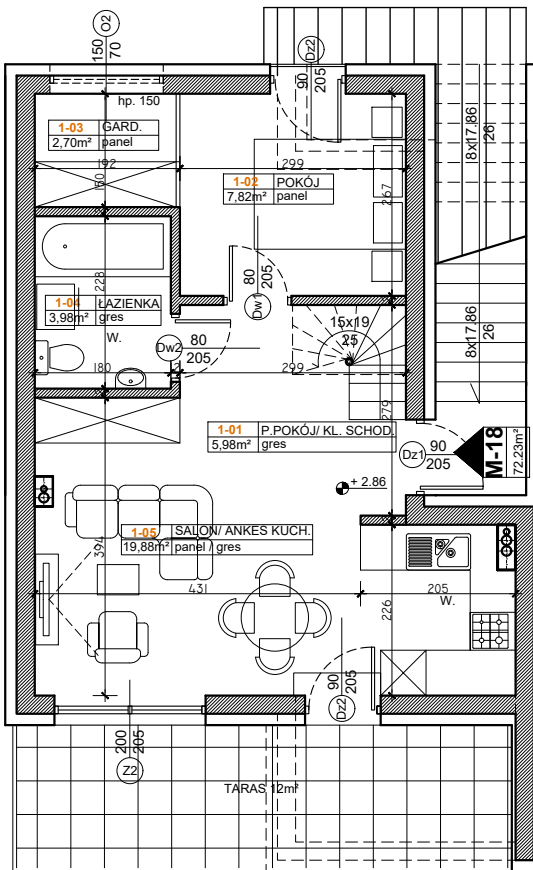 O2
150
70
Dz2
90
205
hp. 150
8x17.86
26
1-03 GARD.
2,70m² panel
192
299
150
1-02 POKÓJ
7,82m² panel
267
228
80
205
Dw1
1-04 ŁAZIENKA
3,98m² gres
W.
15x19
25
8x17.86
26
Dw2
80
205
180
12
299
279
1-01 P.POKÓJ/ KL. SCHOD.
5,98m² gres
Dz1
90
205
M-18
72.23m²
+ 2.86
1-05 SALON/ ANKES KUCH.
19,88m² panel / gres
394
431
205
W.
226
90
205
Dz2
200
205
Z2
TARAS 12m²